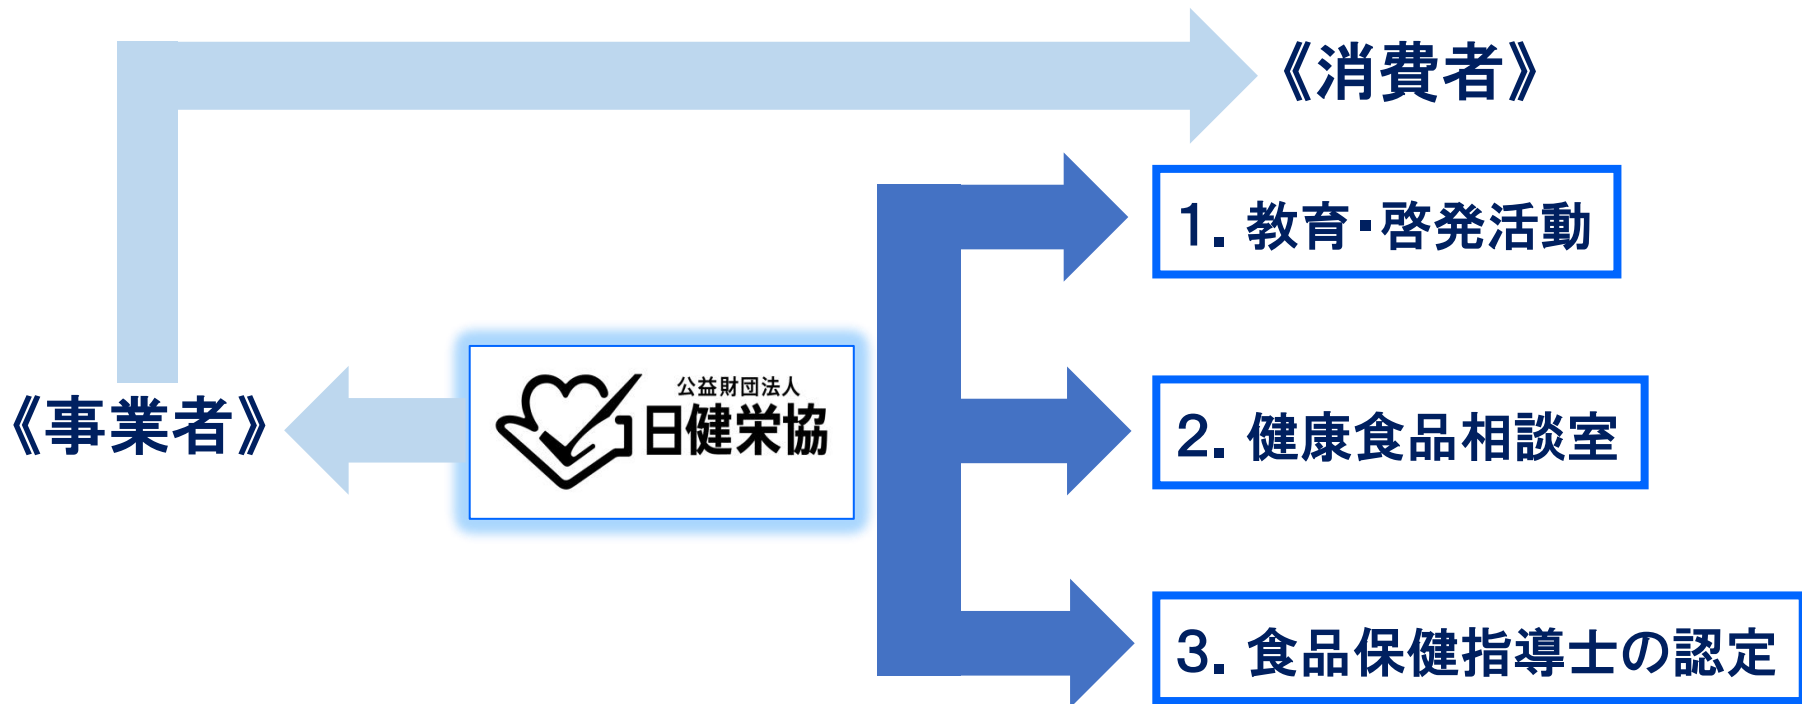 《消費者》
1. 教育・啓発活動
公益財団法人
日健栄協
《事業者》
2. 健康食品相談室
3. 食品保健指導士の認定